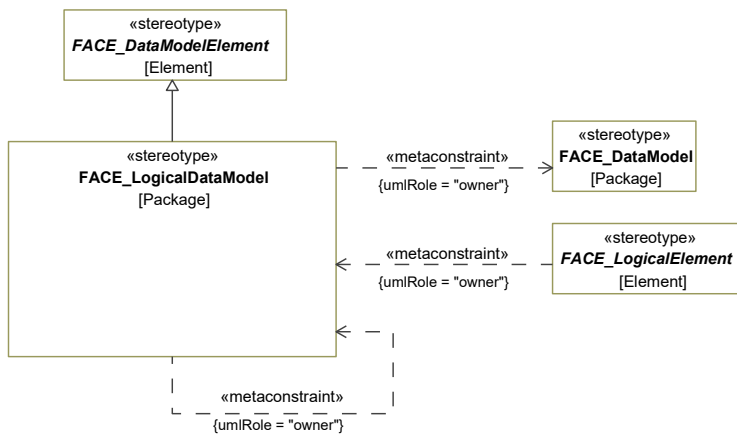 «stereotype»
FACE_DataModelElement
[Element]
«stereotype»
FACE_LogicalDataModel
[Package]
«metaconstraint»
{umlRole = "owner"}
«stereotype»
FACE_DataModel
[Package]
«metaconstraint»
{umlRole = "owner"}
«stereotype»
FACE_LogicalElement
[Element]
«metaconstraint»
{umlRole = "owner"}